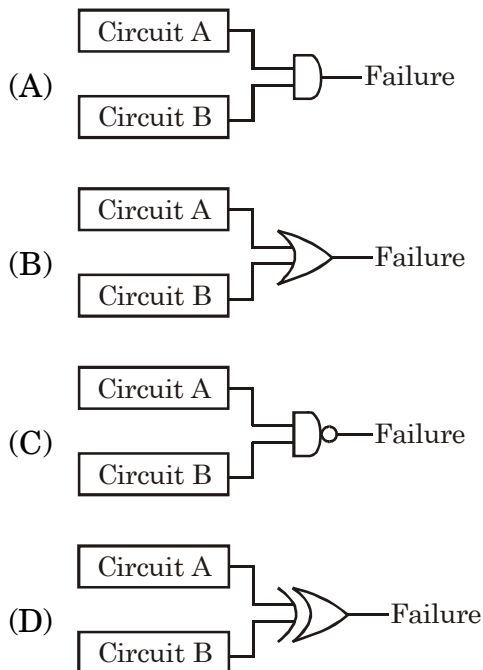 Circuit A
(A) Failure
Circuit B
Circuit A
(B) Failure
Circuit B
Circuit A
(C) Failure
Circuit B
Circuit A
(D) Failure
Circuit B